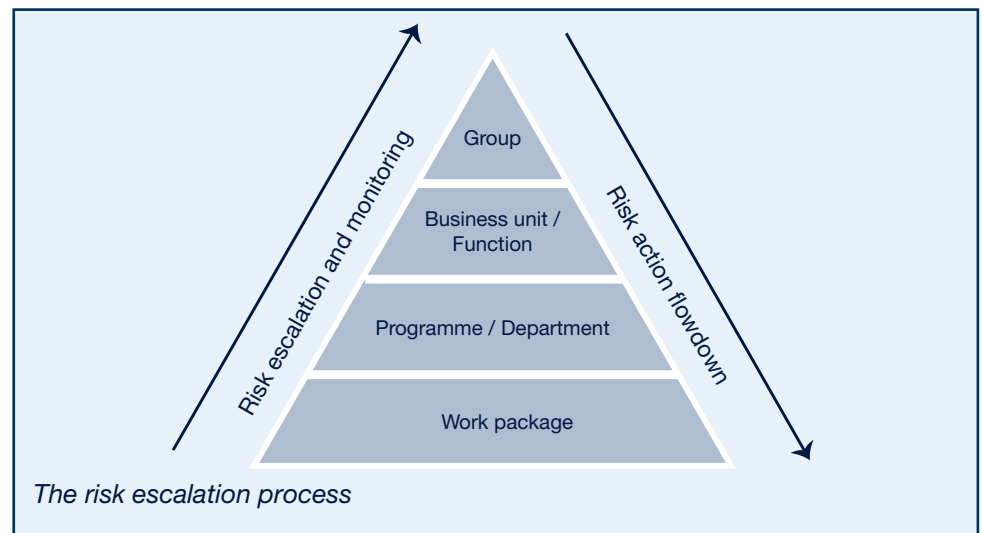 Risk escalation and monitoring
Group
Business unit /
Function
Programme / Department
Work package
Risk action flowdown
The risk escalation process